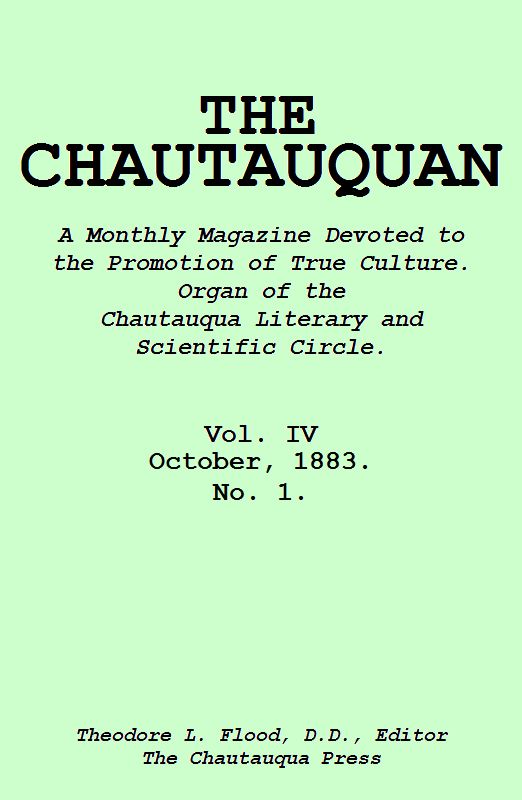 THE
CHAUTAUQUAN
A Monthly Magazine Devoted to
the Promotion of True Culture.
Organ of the
Chautauqua Literary and
Scientific Circle.
Vol. IV
October, 1883.
No. 1.
Theodore L. Flood, D.D., Editor
The Chautauqua Press